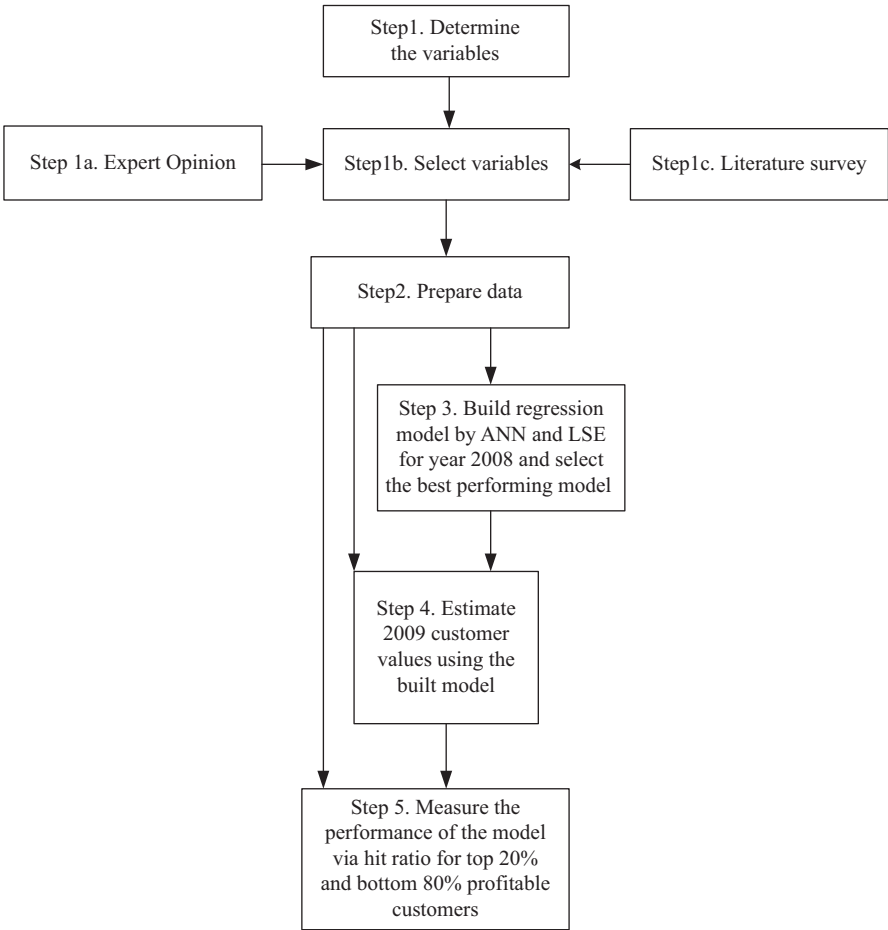 Step1. Determine
the variables
Step 1a. Expert Opinion
Step1b. Select variables
Step1c. Literature survey
Step2. Prepare data
Step 3. Build regression
model by ANN and LSE
for year 2008 and select
the best performing model
Step 4. Estimate
2009 customer
values using the
built model
Step 5. Measure the
performance of the model
via hit ratio for top 20%
and bottom 80% profitable
customers